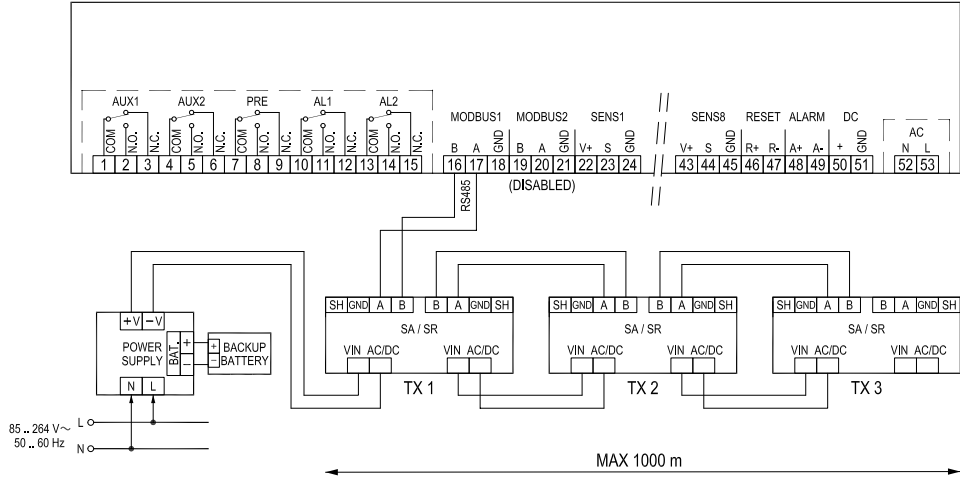 AUX1 AUX2 PRE AL1 AL2
COM N.O. N.C. COM N.O. N.C. COM N.O. N.C. COM N.O. N.C. COM N.O. N.C.
1 2 3 4 5 6 7 8 9 10 11 12 13 14 15
MODBUS1 MODBUS2 SENS1
B A GND B A GND V+ S GND
16 17 18 19 20 21 22 23 24
(DISABLED)
RS485
SENS8 RESET ALARM DC
V+ S GND R+ R- A+ A- + GND
43 44 45 46 47 48 49 50 51
AC
N L
52 53
+V -V
POWER
SUPPLY
BAT.
+
-
+ BACKUP
- BATTERY
N L
85 .. 264 V~
50 .. 60 Hz
L
N
SH GND A B B A GND SH
SA / SR
VIN AC/DC VIN AC/DC
TX 1
SH GND A B B A GND SH
SA / SR
VIN AC/DC VIN AC/DC
TX 2
SH GND A B B A GND SH
SA / SR
VIN AC/DC VIN AC/DC
TX 3
MAX 1000 m